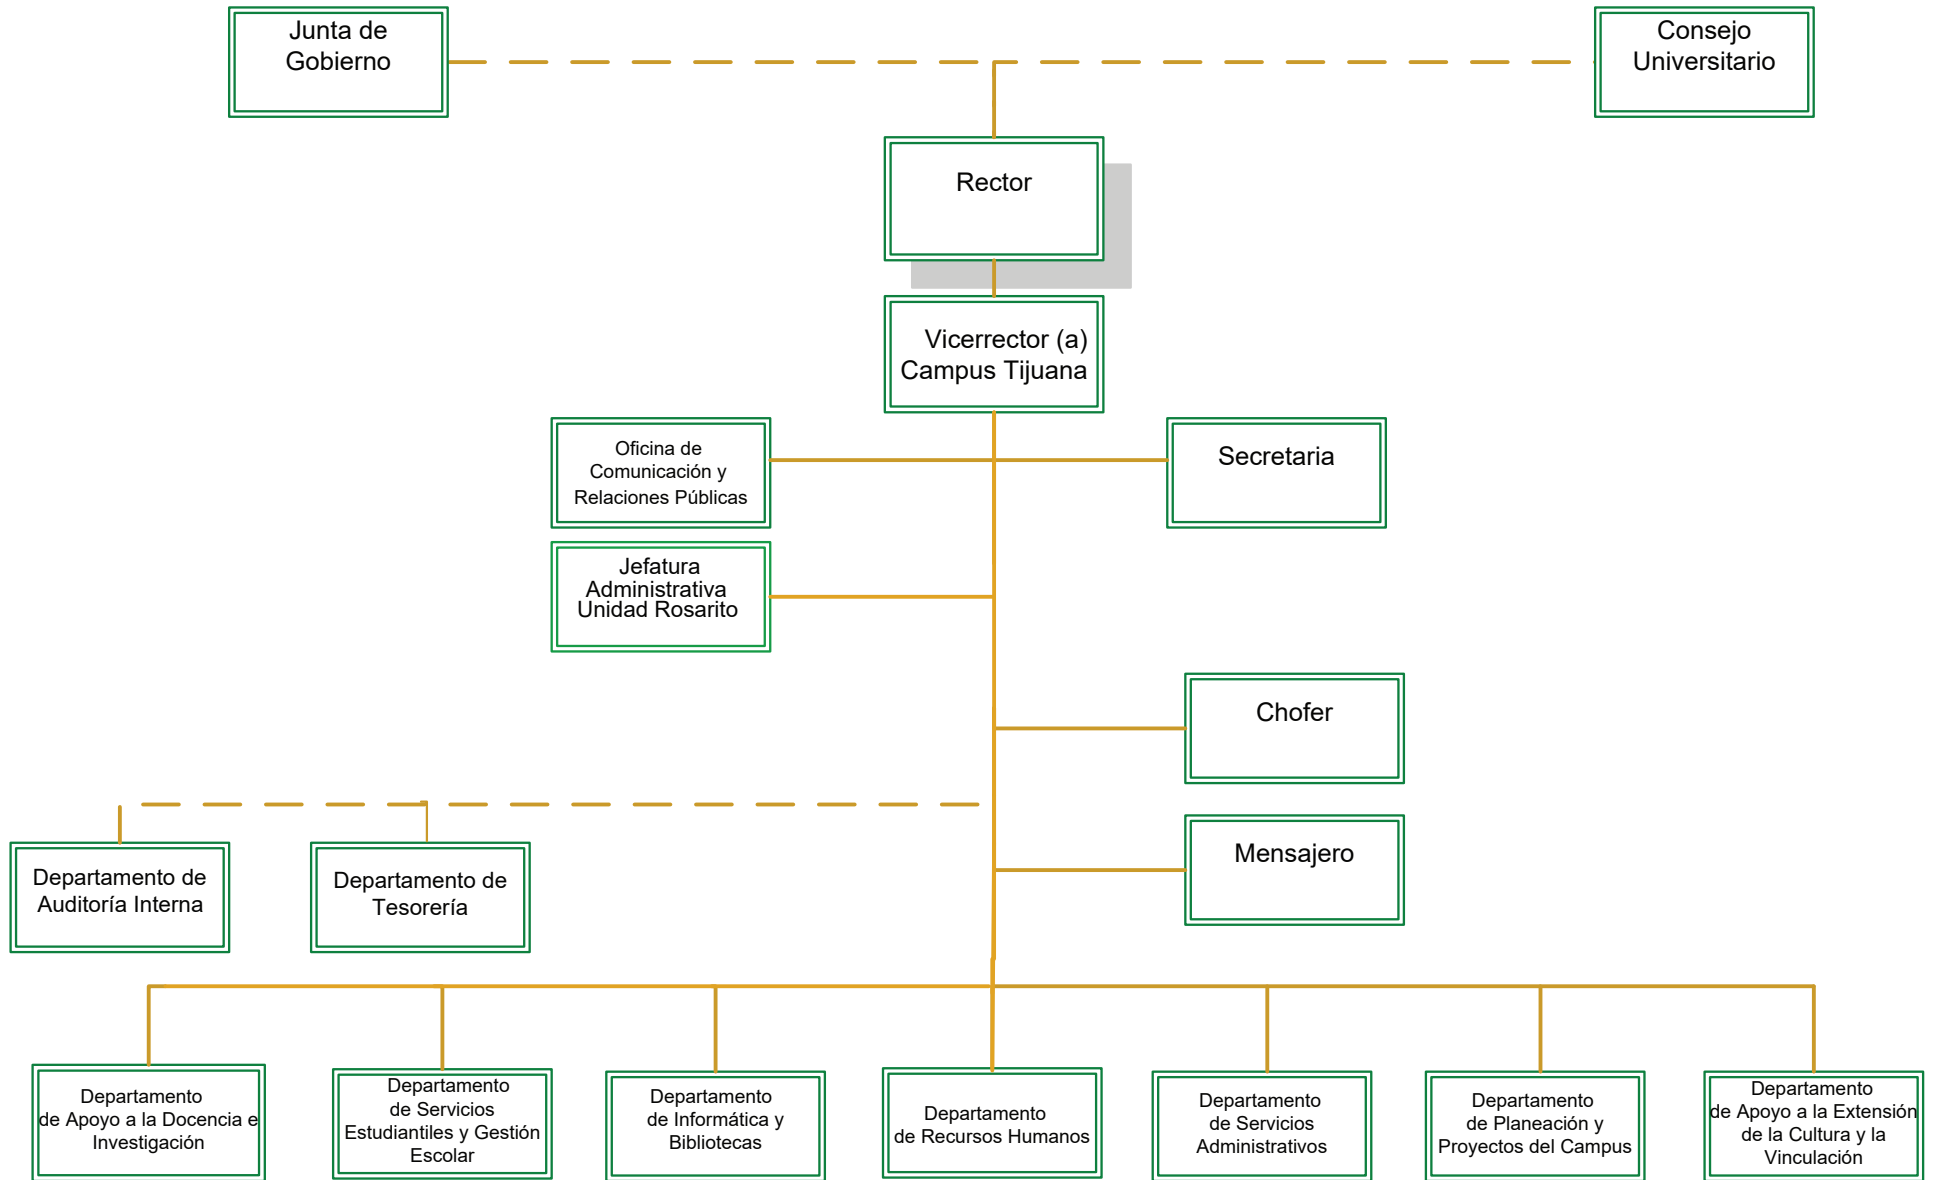 Junta de
Gobierno
Consejo
Universitario
Rector
Vicerrector (a)
Campus Tijuana
Oficina de
Comunicación y
Relaciones Públicas
Secretaria
Jefatura
Administrativa
Unidad Rosarito
Chofer
Mensajero
Departamento de
Auditoría Interna
Departamento de
Tesorería
Departamento
de Apoyo a la Docencia e
Investigación
Departamento
de Servicios
Estudiantiles y Gestión
Escolar
Departamento
de Informática y
Bibliotecas
Departamento
de Recursos Humanos
Departamento
de Servicios
Administrativos
Departamento
de Planeación y
Proyectos del Campus
Departamento
de Apoyo a la Extensión
de la Cultura y la
Vinculación